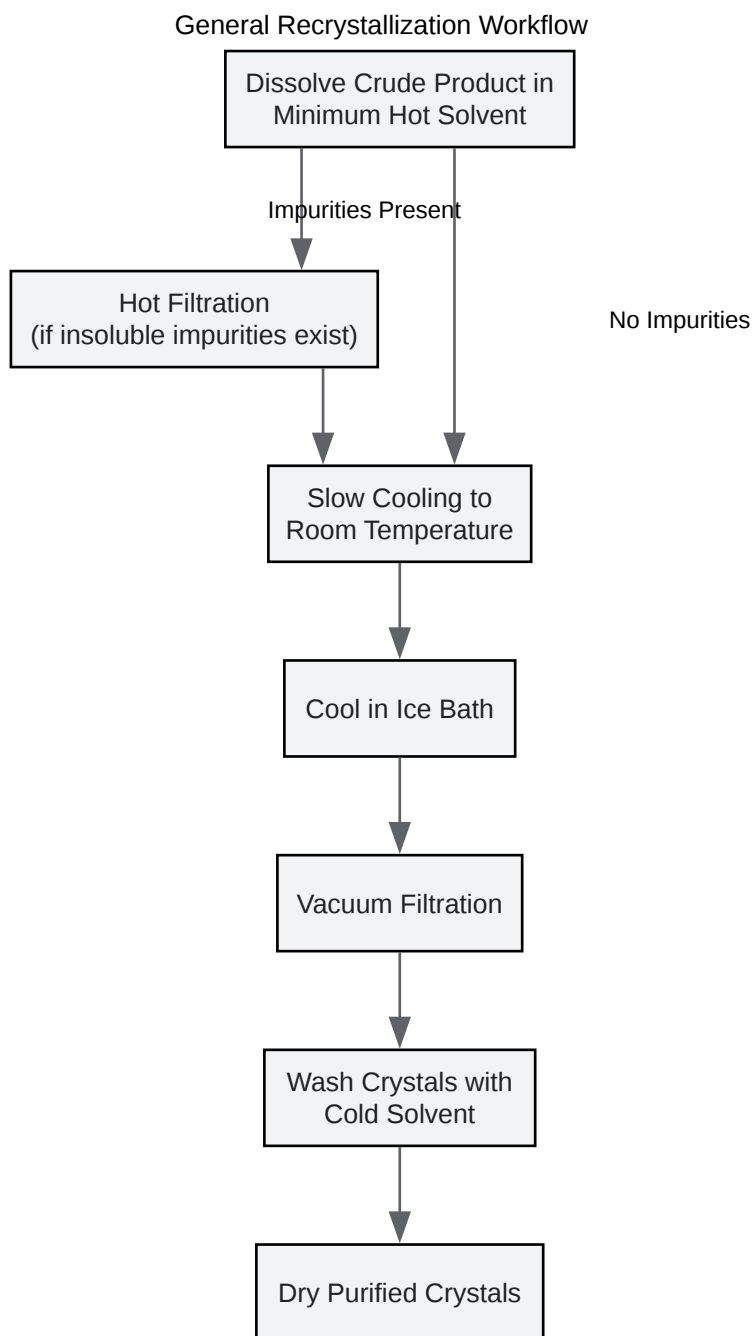 General Recrystallization Workflow
Dissolve Crude Product in
Minimum Hot Solvent
Impurities Present
Hot Filtration
(if insoluble impurities exist)
No Impurities
Slow Cooling to
Room Temperature
Cool in Ice Bath
Vacuum Filtration
Wash Crystals with
Cold Solvent
Dry Purified Crystals